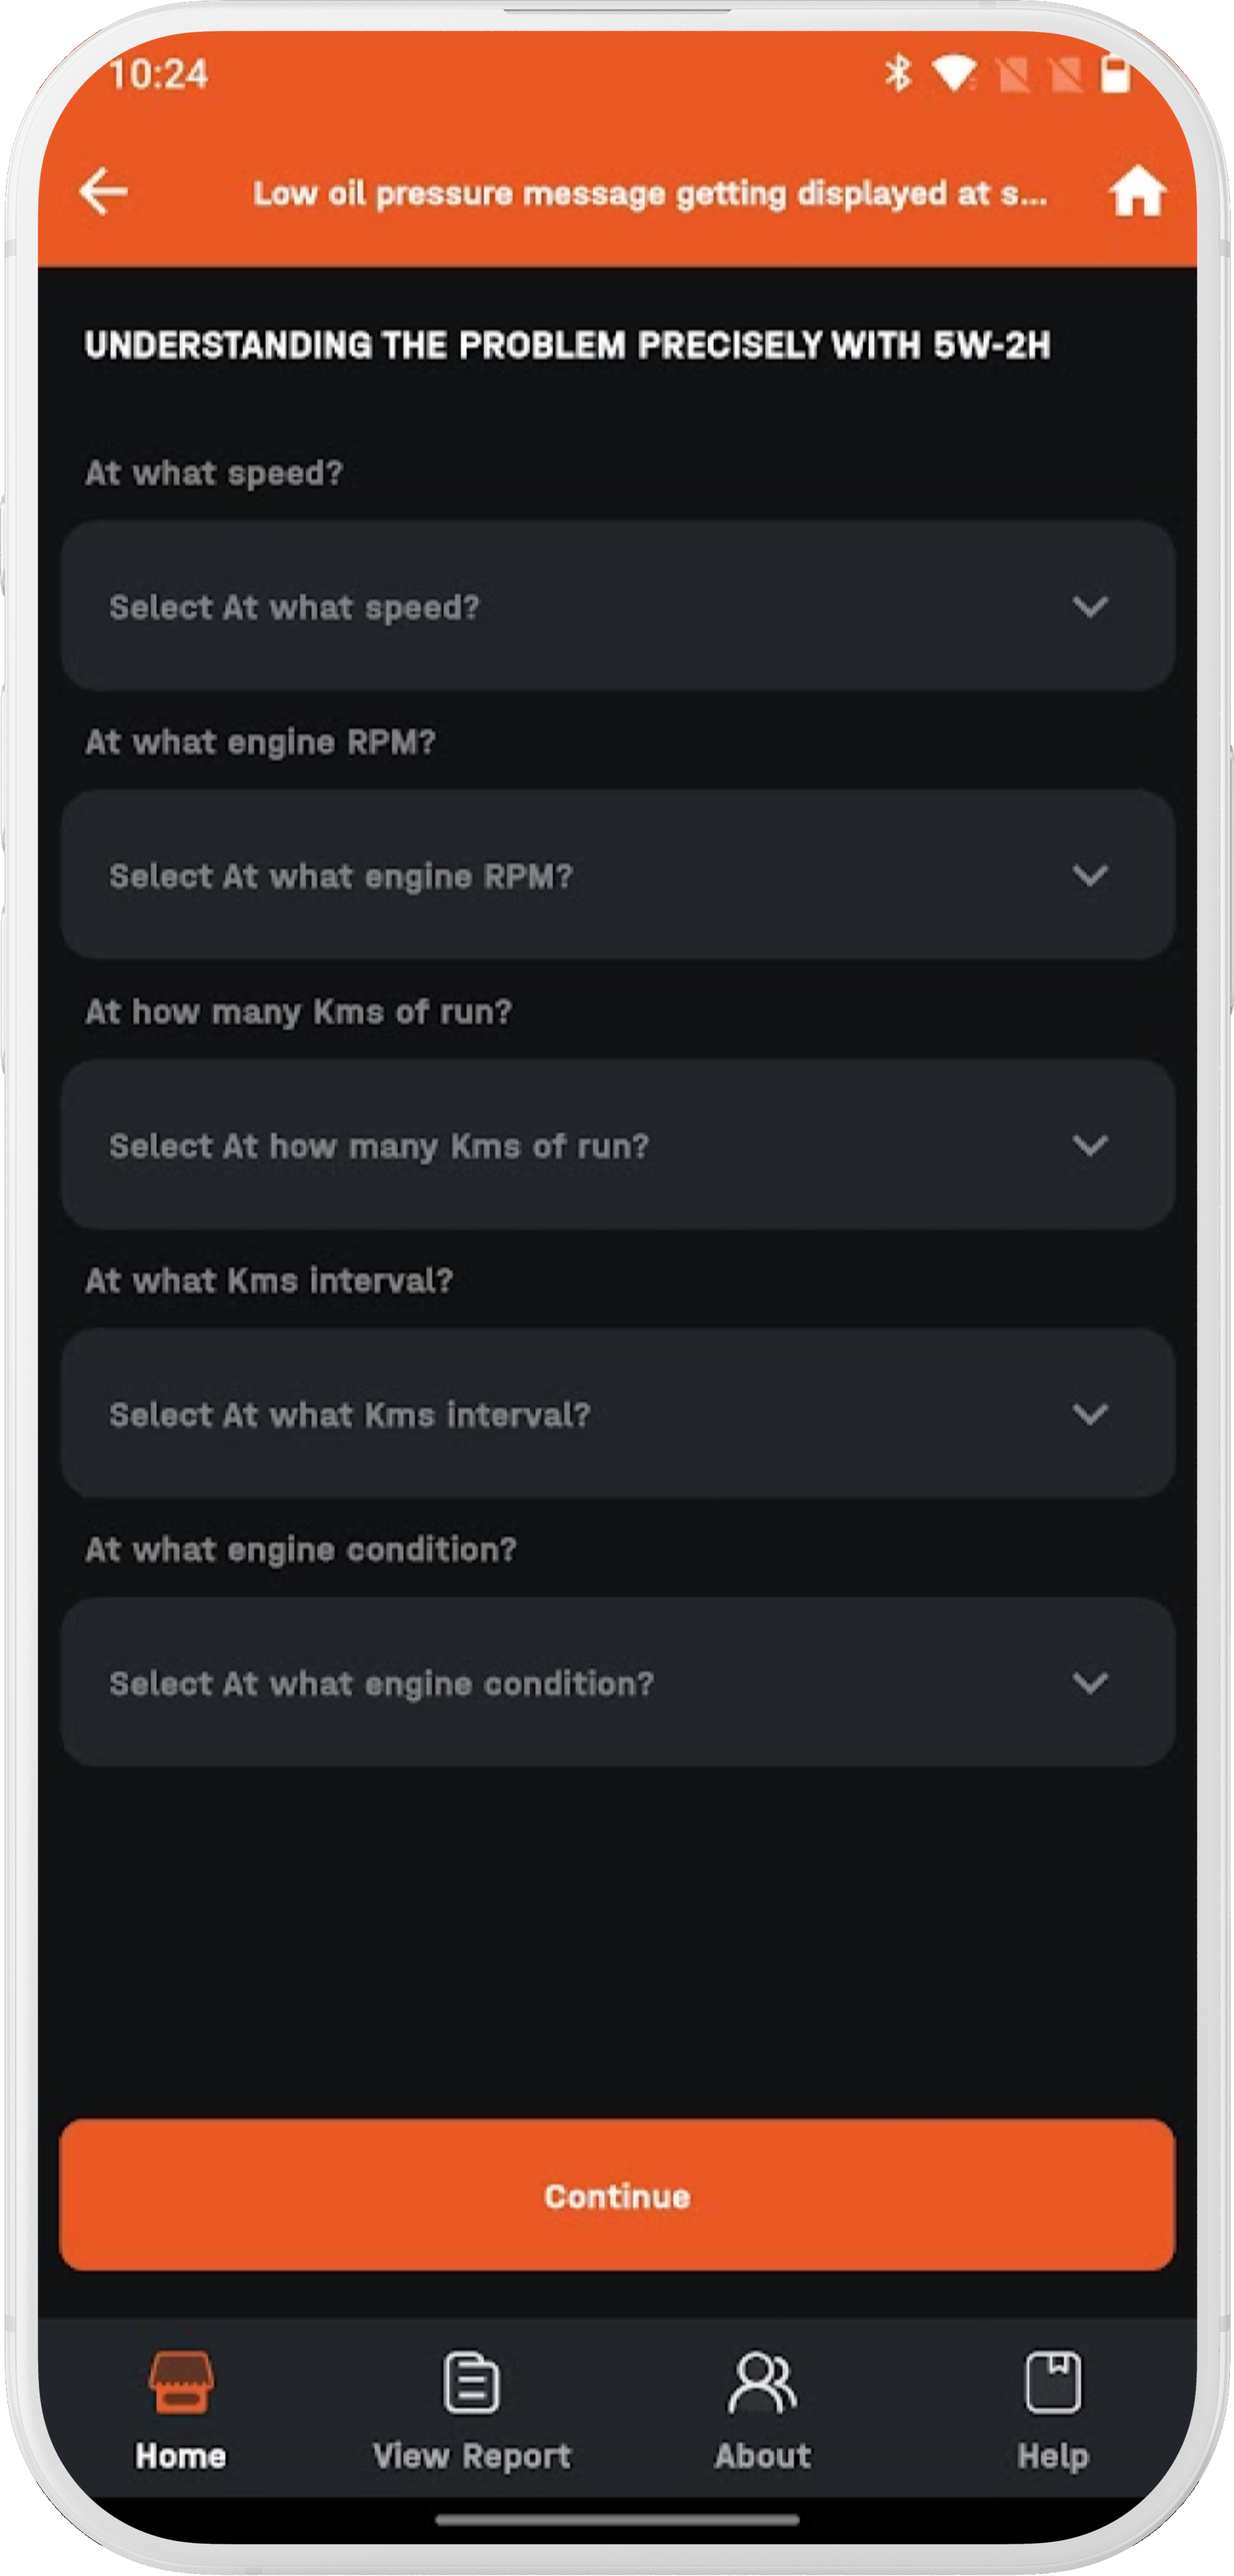 10:24
Low oil pressure message getting displayed at s...
UNDERSTANDING THE PROBLEM PRECISELY WITH 5W-2H
At what speed?
Select At what speed?
At what engine RPM?
Select At what engine RPM?
At how many Kms of run?
Select At how many Kms of run?
At what Kms interval?
Select At what Kms interval?
At what engine condition?
Select At what engine condition?
Continue
Home View Report About Help